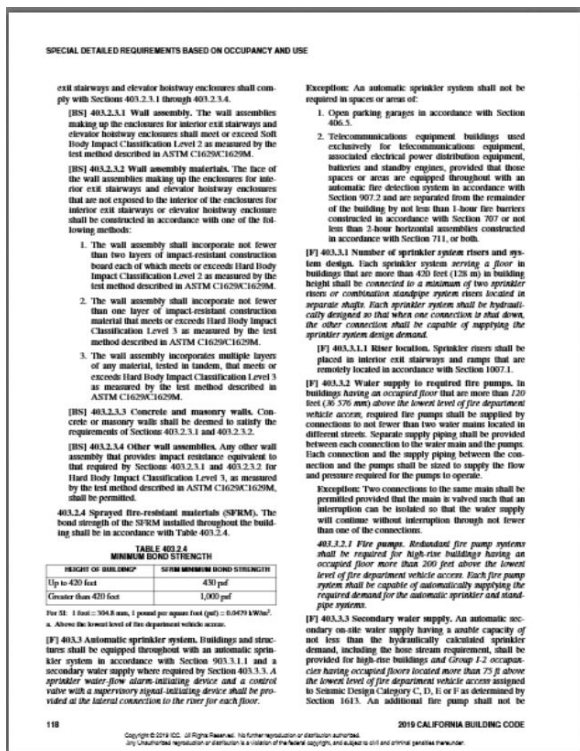 SPECIAL DETAILED REQUIREMENTS BASED ON OCCUPANCY AND USE
exit stairways and elevator hoistway enclosures shall com-
ply with Sections 403.2.3.1 through 403.2.3.4.
[BS] 403.2.3.1 Wall assembly. The wall assemblies
making up the enclosures for interior exit stairways and
elevator hoistway enclosures shall meet or exceed Soft
Body Impact Classification Level 2 as measured by the
test method described in ASTM C1629/C1629M.
[BS] 403.2.3.2 Wall assembly materials. The face of
the wall assemblies making up the enclosures for inte-
rior exit stairways and elevator hoistway enclosures
that are not exposed to the interior of the enclosures for
interior exit stairways or elevator hoistway enclosure
shall be constructed in accordance with one of the fol-
lowing methods:
1. The wall assembly shall incorporate not fewer
than two layers of impact-resistant construction
board each of which meets or exceeds Hard Body
Impact Classification Level 2 as measured by the
test method described in ASTM C1629/C1629M.
2. The wall assembly shall incorporate not fewer
than one layer of impact-resistant construction
material that meets or exceeds Hard Body Impact
Classification Level 3 as measured by the test
method described in ASTM C1629/C1629M.
3. The wall assembly incorporates multiple layers
of any material, tested in tandem, that meets or
exceeds Hard Body Impact Classification Level 3
as measured by the test method described in
ASTM C1629/C1629M.
[BS] 403.2.3.3 Concrete and masonry walls. Con-
crete or masonry walls shall be deemed to satisfy the
requirements of Sections 403.2.3.1 and 403.2.3.2.
[BS] 403.2.3.4 Other wall assemblies. Any other wall
assembly that provides impact resistance equivalent to
that required by Sections 403.2.3.1 and 403.2.3.2 for
Hard Body Impact Classification Level 3, as measured
by the test method described in ASTM C1629/C1629M,
shall be permitted.
403.2.4 Sprayed fire-resistant materials (SFRM). The
bond strength of the SFRM installed throughout the build-
ing shall be in accordance with Table 403.2.4.
TABLE 403.2.4
MINIMUM BOND STRENGTH
HEIGHT OF BUILDINGª SFRM MINIMUM BOND STRENGTH
Up to 420 feet 430 psf
Greater than 420 feet 1,000 psf
For SI: 1 foot = 304.8 mm, 1 pound per square foot (psf) = 0.0479 kW/m².
a. Above the lowest level of fire department vehicle access.
[F] 403.3 Automatic sprinkler system. Buildings and struc-
tures shall be equipped throughout with an automatic sprin-
kler system in accordance with Section 903.3.1.1 and a
secondary water supply where required by Section 403.3.3. A
sprinkler water-flow alarm-initiating device and a control
valve with a supervisory signal-initiating device shall be pro-
vided at the lateral connection to the riser for each floor.
Exception: An automatic sprinkler system shall not be
required in spaces or areas of:
1. Open parking garages in accordance with Section
406.5.
2. Telecommunications equipment buildings used
exclusively for telecommunications equipment,
associated electrical power distribution equipment,
batteries and standby engines, provided that those
spaces or areas are equipped throughout with an
automatic fire detection system in accordance with
Section 907.2 and are separated from the remainder
of the building by not less than 1-hour fire barriers
constructed in accordance with Section 707 or not
less than 2-hour horizontal assemblies constructed
in accordance with Section 711, or both.
[F] 403.3.1 Number of sprinkler system risers and sys-
tem design. Each sprinkler system serving a floor in
buildings that are more than 420 feet (128 m) in building
height shall be connected to a minimum of two sprinkler
risers or combination standpipe system risers located in
separate shafts. Each sprinkler system shall be hydrauli-
cally designed so that when one connection is shut down,
the other connection shall be capable of supplying the
sprinkler system design demand.
[F] 403.3.1.1 Riser location. Sprinkler risers shall be
placed in interior exit stairways and ramps that are
remotely located in accordance with Section 1007.1.
[F] 403.3.2 Water supply to required fire pumps. In
buildings having an occupied floor that are more than 120
feet (36 576 mm) above the lowest level of fire department
vehicle access, required fire pumps shall be supplied by
connections to not fewer than two water mains located in
different streets. Separate supply piping shall be provided
between each connection to the water main and the pumps.
Each connection and the supply piping between the con-
nection and the pumps shall be sized to supply the flow
and pressure required for the pumps to operate.
Exception: Two connections to the same main shall be
permitted provided that the main is valved such that an
interruption can be isolated so that the water supply
will continue without interruption through not fewer
than one of the connections.
403.3.2.1 Fire pumps. Redundant fire pump systems
shall be required for high-rise buildings having an
occupied floor more than 200 feet above the lowest
level of fire department vehicle access. Each fire pump
system shall be capable of automatically supplying the
required demand for the automatic sprinkler and stand-
pipe systems.
[F] 403.3.3 Secondary water supply. An automatic sec-
ondary on-site water supply having a usable capacity of
not less than the hydraulically calculated sprinkler
demand, including the hose stream requirement, shall be
provided for high-rise buildings and Group I-2 occupan-
cies having occupied floors located more than 75 ft above
the lowest level of fire department vehicle access assigned
to Seismic Design Category C, D, E or F as determined by
Section 1613. An additional fire pump shall not be
118 2019 CALIFORNIA BUILDING CODE
Copyright © 2019 ICC. All Rights Reserved. No further reproduction or distribution authorized.
Any Unauthorized reproduction or distribution is a violation of the federal copyright, and subject to civil and criminal penalties thereunder.